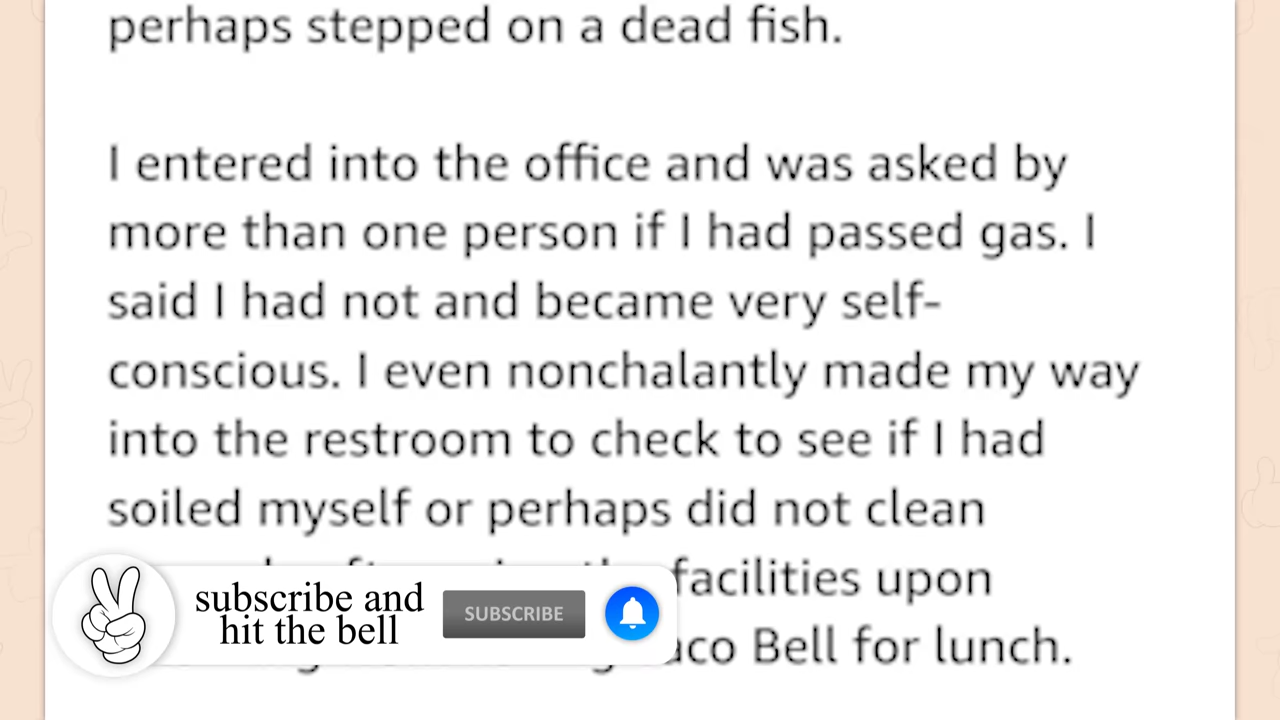 perhaps stepped on a dead fish.
I entered into the office and was asked by
more than one person if I had passed gas. I
said I had not and became very self-
conscious. I even nonchalantly made my way
into the restroom to check to see if I had
soiled myself or perhaps did not clean
facilities upon
Bell for lunch.
subscribe and
hit the bell
SUBSCRIBE